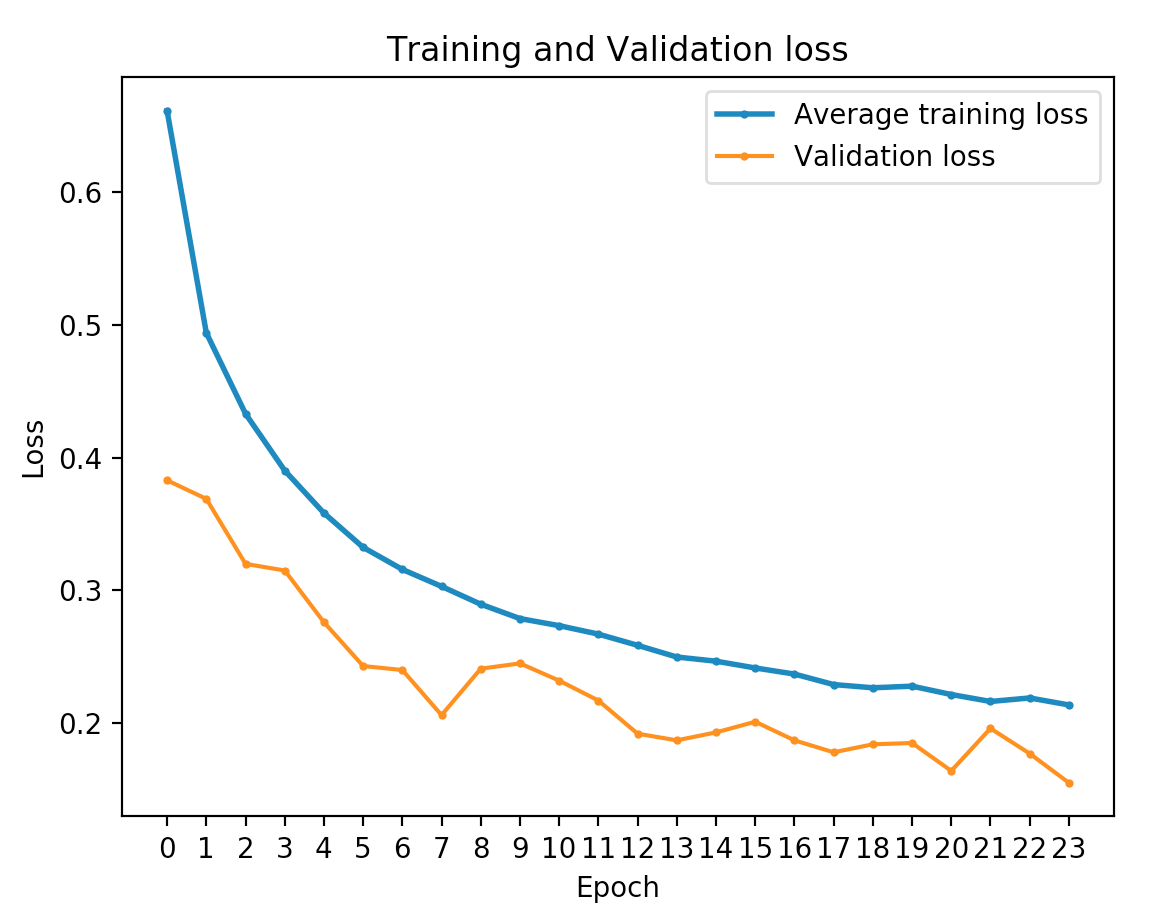 Training and Validation loss
Average training loss
Validation loss
0.6
0.5
0.4
0.3
0.2
Loss
0 1 2 3 4 5 6 7 8 9 10 11 12 13 14 15 16 17 18 19 20 21 22 23
Epoch